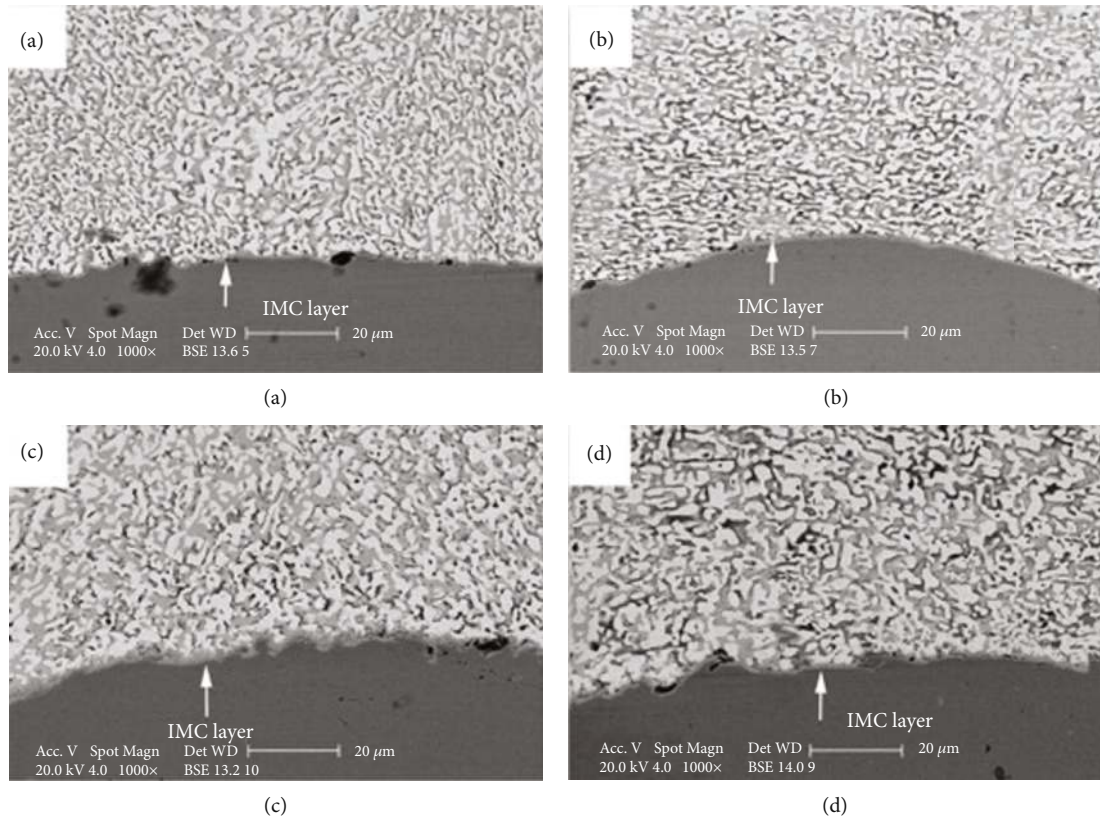 (a)
IMC layer
Acc. V Spot Magn Det WD 20 μm
20.0 kV 4.0 1000× BSE 13.6 5
(a)
(b)
IMC layer
Acc. V Spot Magn Det WD 20 μm
20.0 kV 4.0 1000× BSE 13.5 7
(b)
(c)
IMC layer
Acc. V Spot Magn Det WD 20 μm
20.0 kV 4.0 1000× BSE 13.2 10
(c)
(d)
IMC layer
Acc. V Spot Magn Det WD 20 μm
20.0 kV 4.0 1000× BSE 14.0 9
(d)